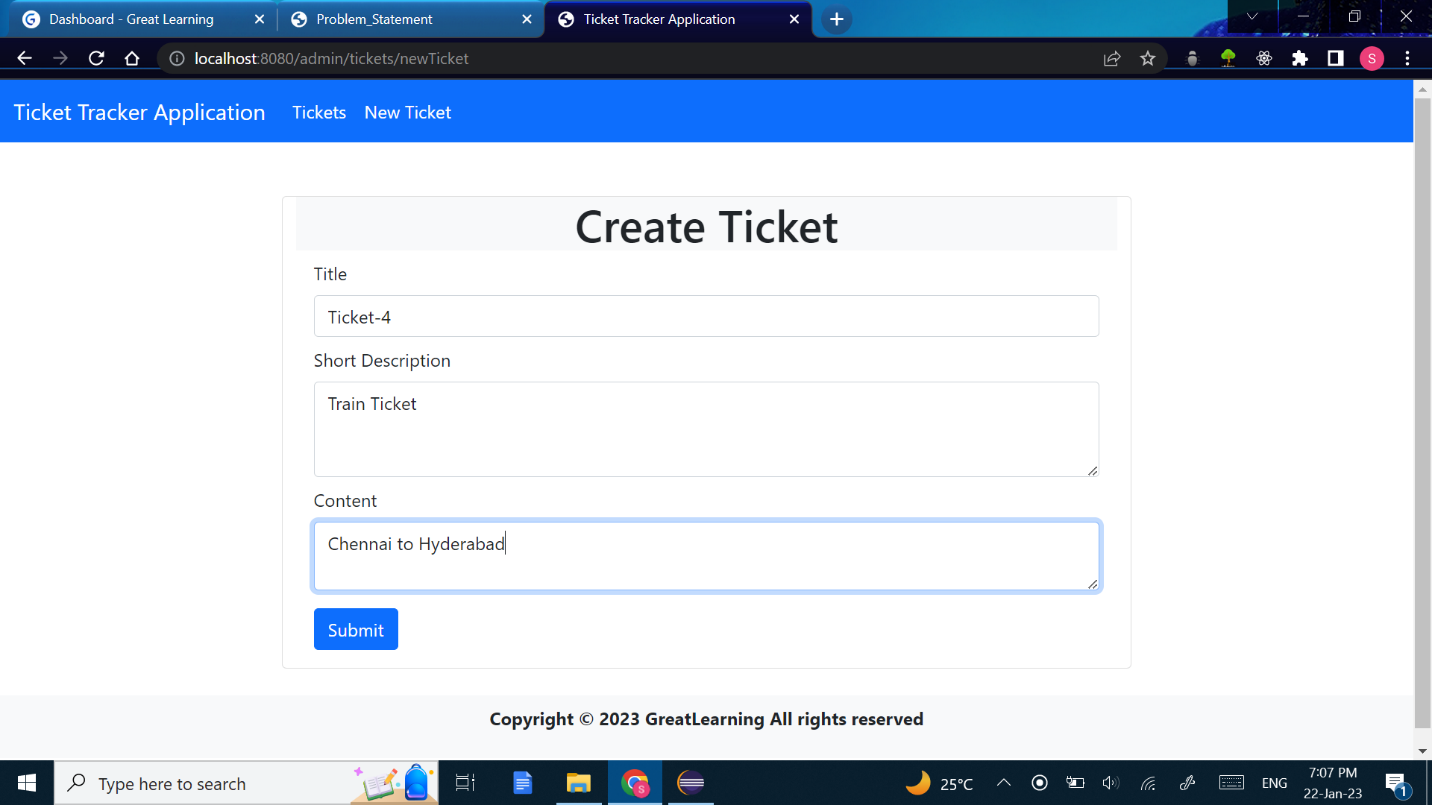 Dashboard - Great Learning
Problem_Statement
Ticket Tracker Application
localhost:8080/admin/tickets/newTicket
S
Ticket Tracker Application Tickets New Ticket
Create Ticket
Title
Ticket-4
Short Description
Train Ticket
Content
Chennai to Hyderabad
Submit
Copyright © 2023 GreatLearning All rights reserved
Type here to search
S
25°C
ENG
7:07 PM
22-Jan-23
1